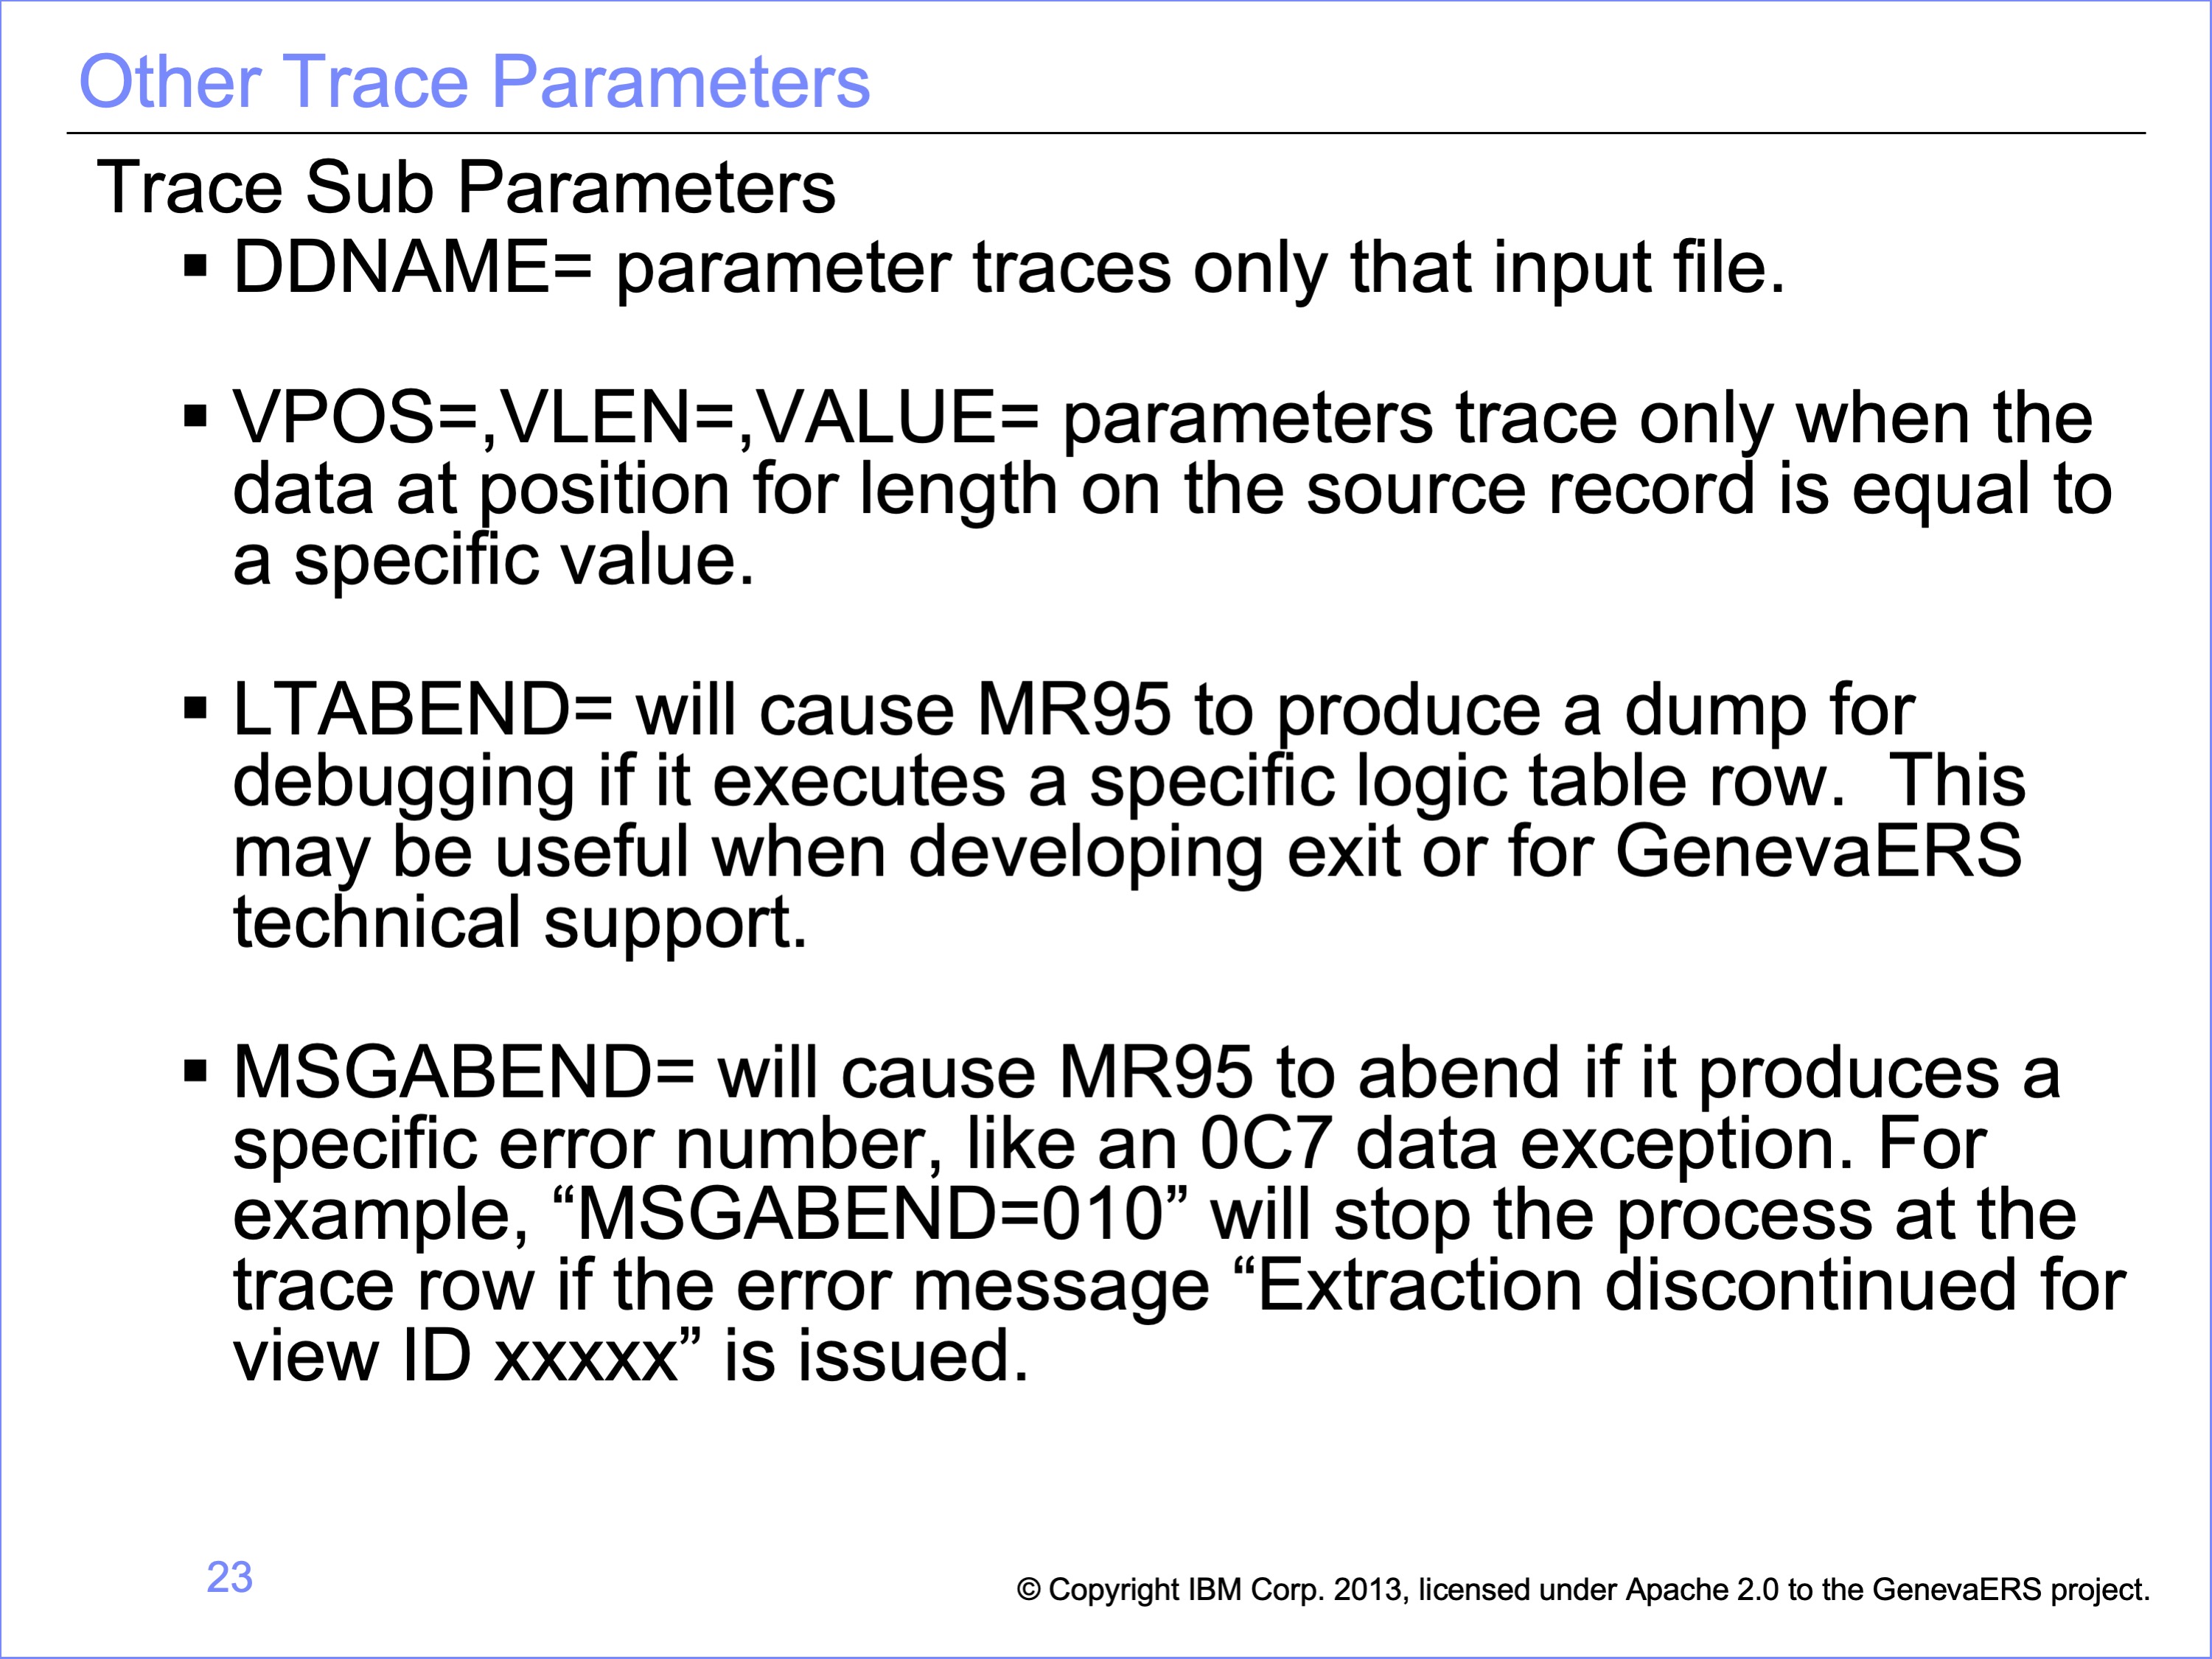 Other Trace Parameters
Trace Sub Parameters
▪ DDNAME= parameter traces only that input file.
▪ VPOS=,VLEN=,VALUE= parameters trace only when the
data at position for length on the source record is equal to
a specific value.
▪ LTABEND= will cause MR95 to produce a dump for
debugging if it executes a specific logic table row.  This
may be useful when developing exit or for GenevaERS
technical support.
▪ MSGABEND= will cause MR95 to abend if it produces a
specific error number, like an 0C7 data exception. For
example, “MSGABEND=010” will stop the process at the
trace row if the error message “Extraction discontinued for
view ID xxxxx” is issued.
23
© Copyright IBM Corp. 2013, licensed under Apache 2.0 to the GenevaERS project.